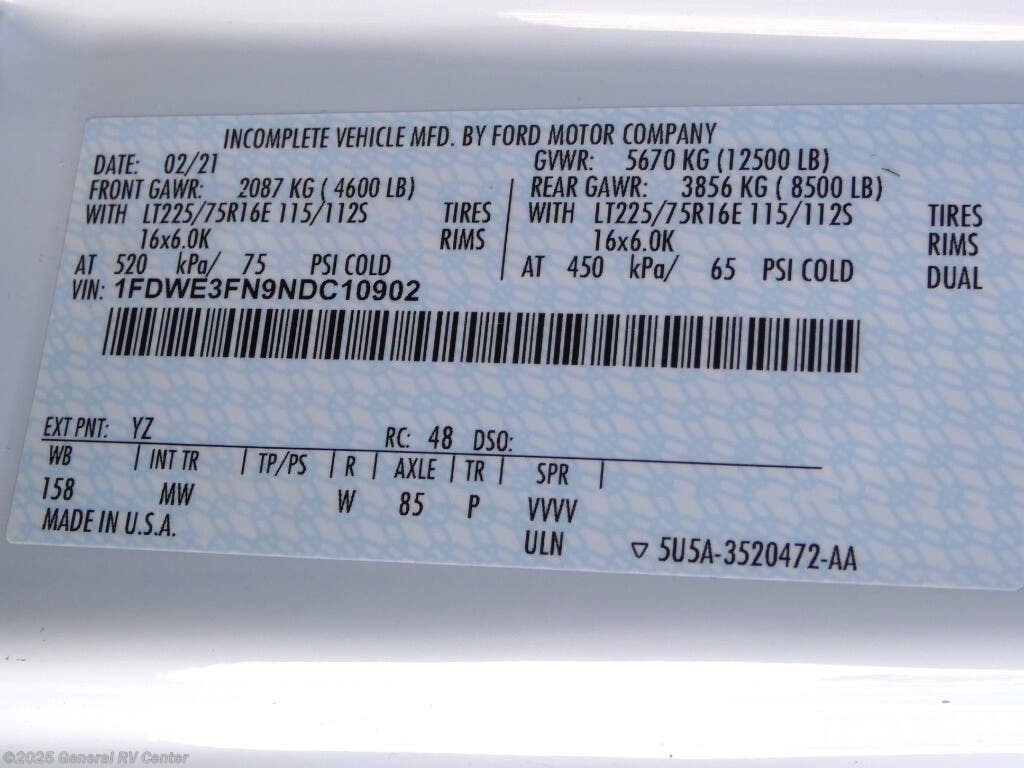 INCOMPLETE VEHICLE MFD. BY FORD MOTOR COMPANY
DATE: 02/21 GVWR: 5670 KG (12500 LB)
FRONT GAWR: 2087 KG ( 4600 LB) REAR GAWR: 3856 KG ( 8500 LB)
WITH LT225/75R16E 115/112S TIRES WITH LT225/75R16E 115/112S TIRES
16x6.0K RIMS 16x6.0K RIMS
AT 520 kPa/ 75 PSI COLD AT 450 kPa/ 65 PSI COLD DUAL
VIN: 1FDWE3FN9NDC10902
EXT PNT: YZ RC: 48 DSO:
WB | INT TR | TP/PS | R | AXLE | TR | SPR |
158 MW W 85 P VVVV
MADE IN U.S.A. ULN ▽ 5U5A-3520472-AA
©2025 General RV Center